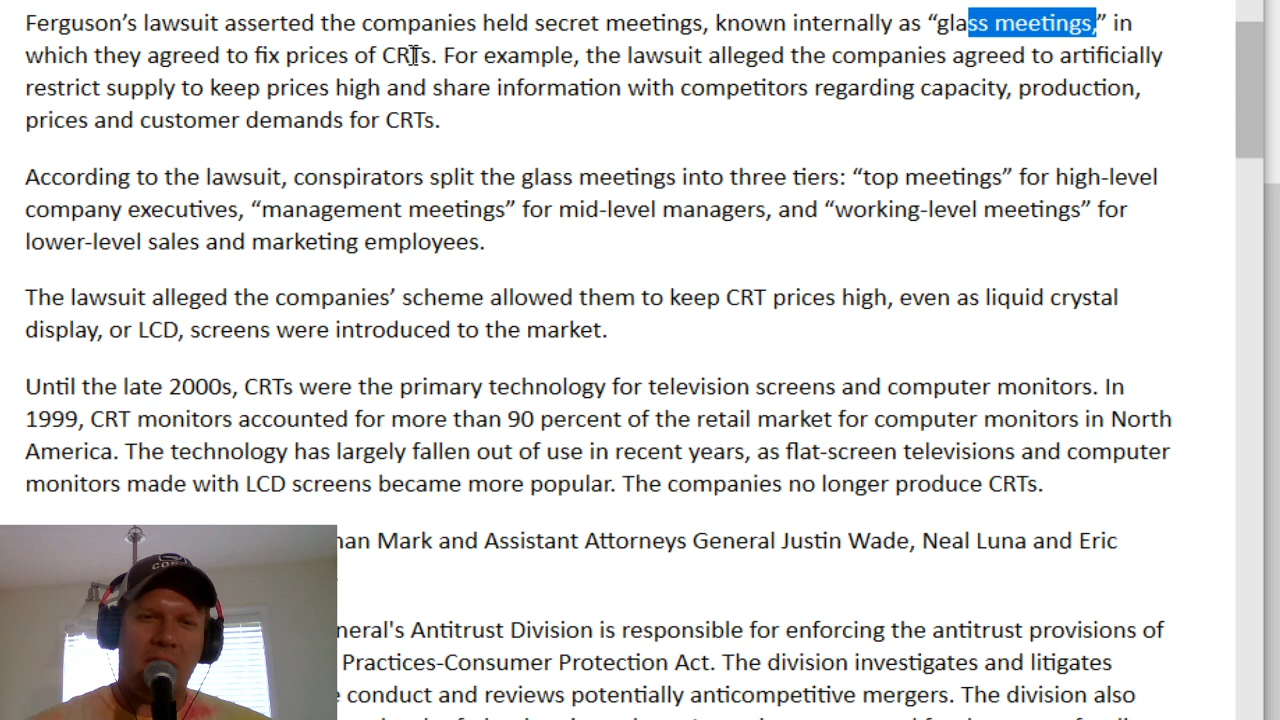 Ferguson’s lawsuit asserted the companies held secret meetings, known internally as “glass meetings,” in
which they agreed to fix prices of CRTs. For example, the lawsuit alleged the companies agreed to artificially
restrict supply to keep prices high and share information with competitors regarding capacity, production,
prices and customer demands for CRTs.
According to the lawsuit, conspirators split the glass meetings into three tiers: “top meetings” for high-level
company executives, “management meetings” for mid-level managers, and “working-level meetings” for
lower-level sales and marketing employees.
The lawsuit alleged the companies’ scheme allowed them to keep CRT prices high, even as liquid crystal
display, or LCD, screens were introduced to the market.
Until the late 2000s, CRTs were the primary technology for television screens and computer monitors. In
1999, CRT monitors accounted for more than 90 percent of the retail market for computer monitors in North
America. The technology has largely fallen out of use in recent years, as flat-screen televisions and computer
monitors made with LCD screens became more popular. The companies no longer produce CRTs.
Mark and Assistant Attorneys General Justin Wade, Neal Luna and Eric
Antitrust Division is responsible for enforcing the antitrust provisions of
Practices-Consumer Protection Act. The division investigates and litigates
conduct and reviews potentially anticompetitive mergers. The division also